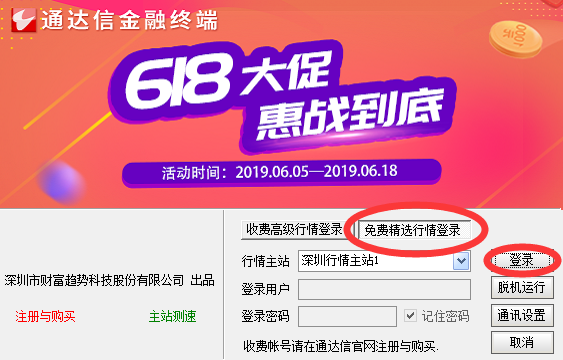 通达信金融终端
1000
618大促
惠战到底
活动时间：2019.06.05—2019.06.18
收费高级行情登录 免费精选行情登录
行情主站 深圳行情主站1 登录
深圳市财富趋势科技股份有限公司 出品
登录用户 脱机运行
注册与购买 主站测速
登录密码 记住密码 通讯设置
收费帐号请在通达信官网注册与购买. 取消